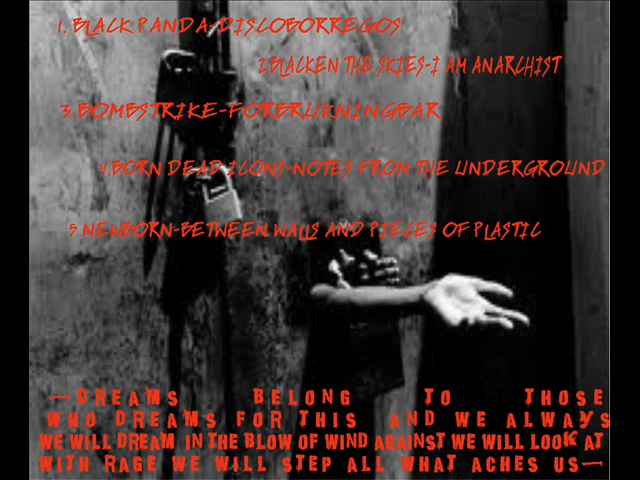 1. BLACK PANDA-DISCOBORREGOS
2.BLACKEN THE SKIES-I AM ANARCHIST
3.BOMBSTRIKE-FORBRUKNINGBAR
4.BORN DEAD ICONS-NOTES FROM THE UNDERGROUND
5.NEWBORN-BETWEEN WALLS AND PIECES OF PLASTIC
—DREAMS BELONG TO THOSE
WHO DREAMS FOR THIS AND WE ALWAYS
WE WILL DREAM IN THE BLOW OF WIND AGAINST WE WILL LOOK AT
WITH RAGE WE WILL STEP ALL WHAT ACHES US—